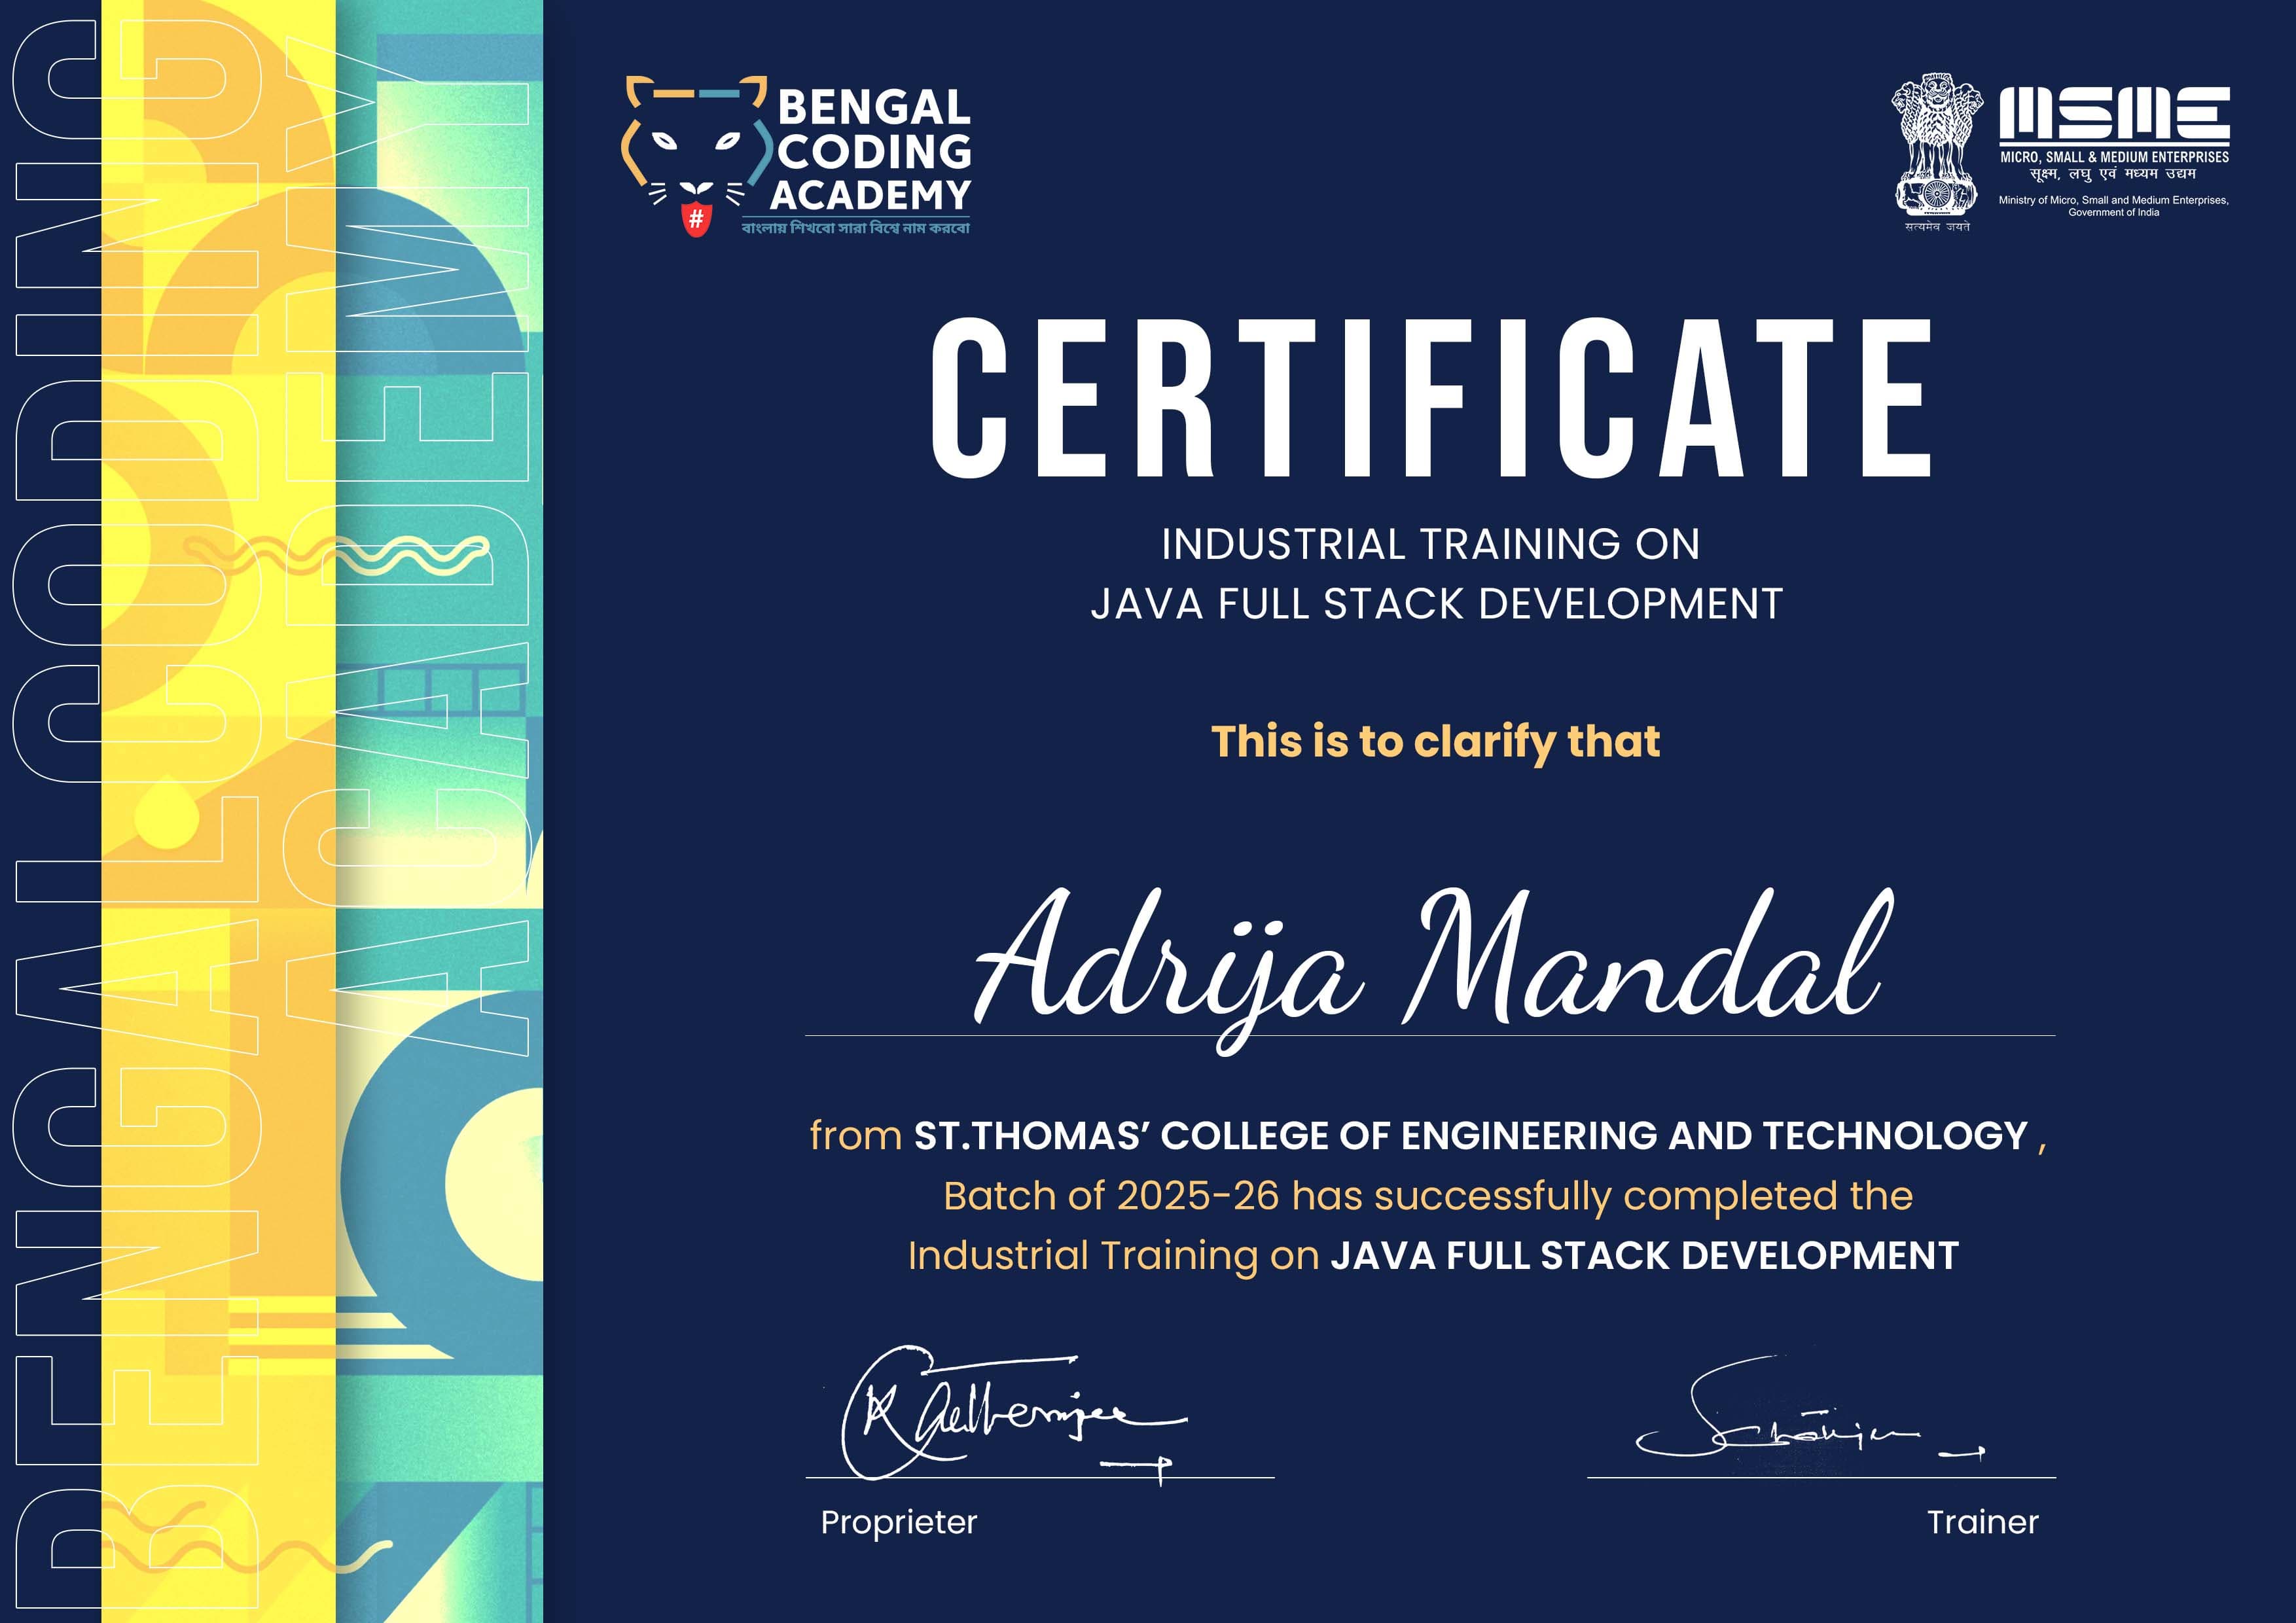 BENGAL CODING
ACADEMY
BENGAL
CODING
ACADEMY
#
বাংলায় শিখবো সারা বিশ্বে নাম করবো
MSME
MICRO, SMALL & MEDIUM ENTERPRISES
सूक्ष्म, लघु एवं मध्यम उद्यम
Ministry of Micro, Small and Medium Enterprises,
Government of India
सत्यमेव जयते
CERTIFICATE
INDUSTRIAL TRAINING ON
JAVA FULL STACK DEVELOPMENT
This is to clarify that
Adrija Mandal
from ST.THOMAS’ COLLEGE OF ENGINEERING AND TECHNOLOGY ,
Batch of 2025-26 has successfully completed the
Industrial Training on JAVA FULL STACK DEVELOPMENT
Proprieter
Trainer